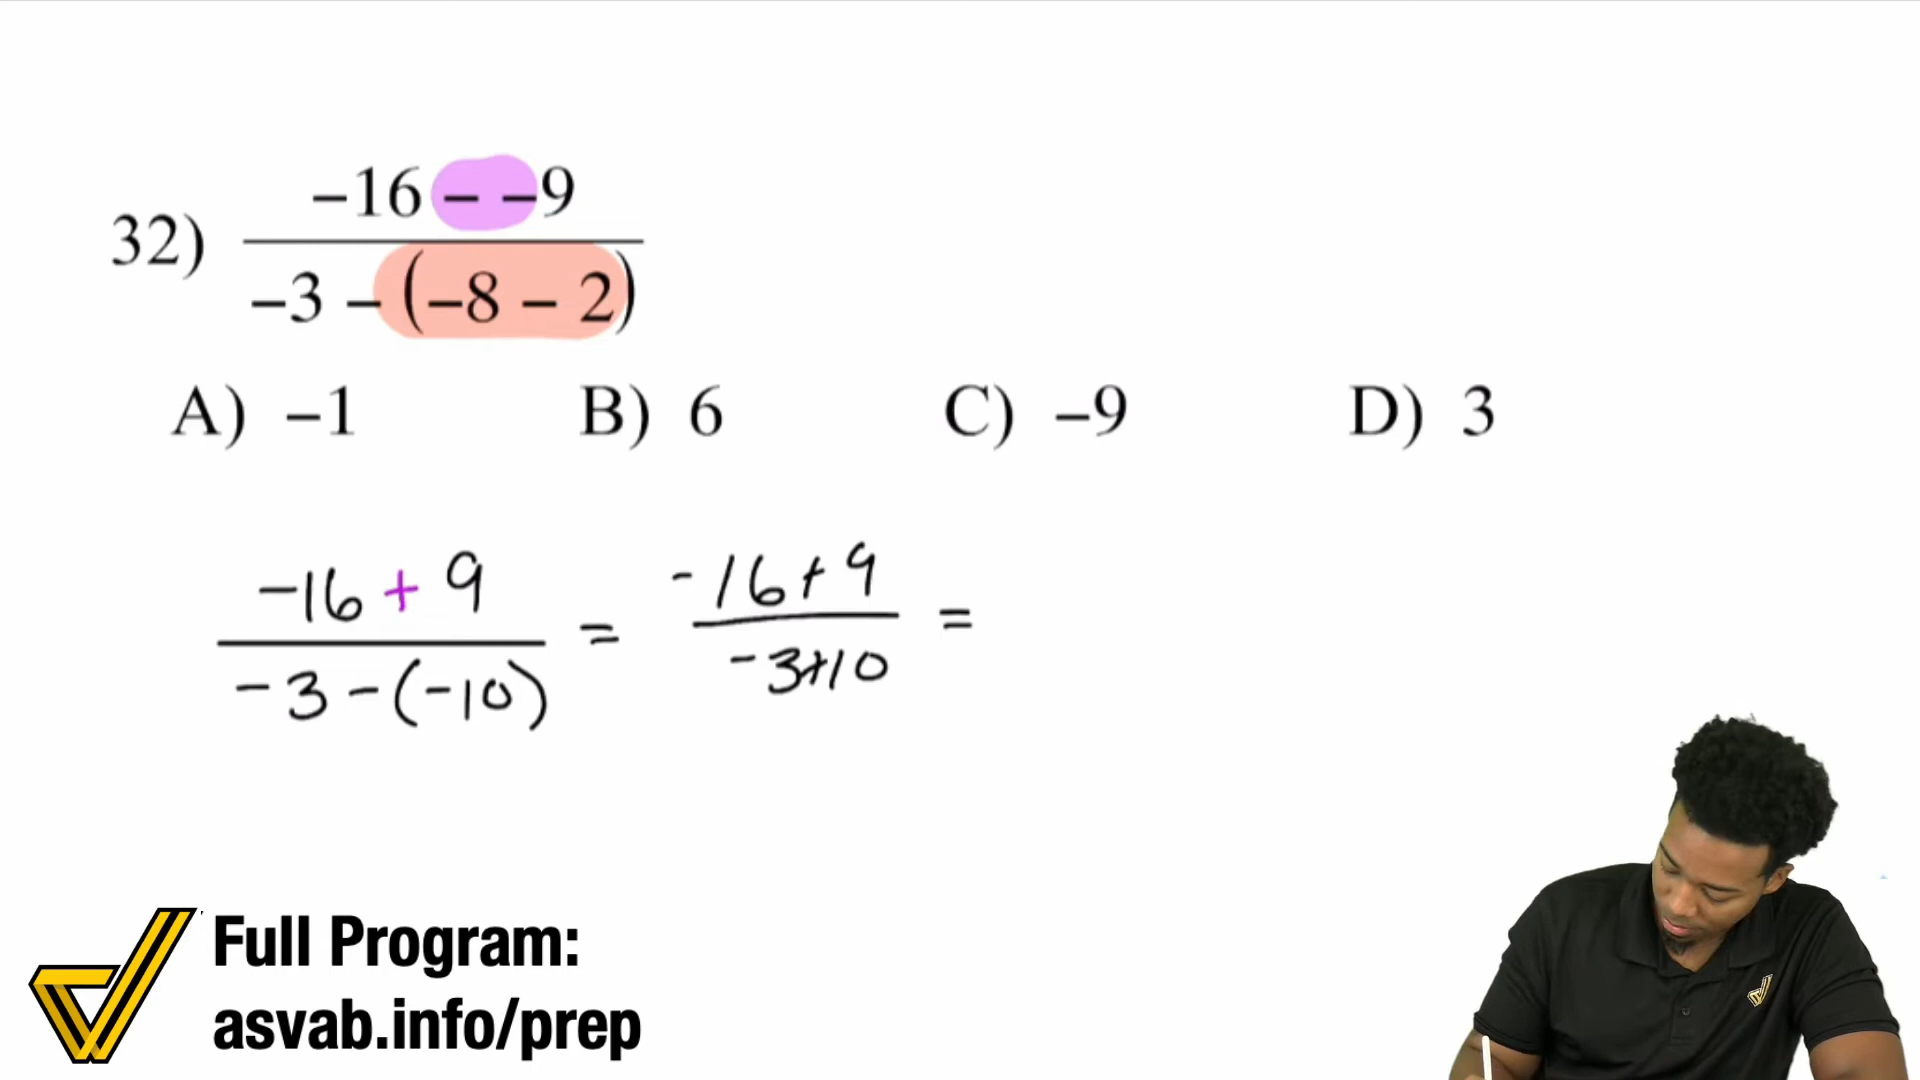 32) −16 − −9
−3 − (−8 − 2)
A) −1 B) 6 C) −9 D) 3
-16 + 9 = -16+9 =
-3-(-10) -3+10
Full Program:
asvab.info/prep